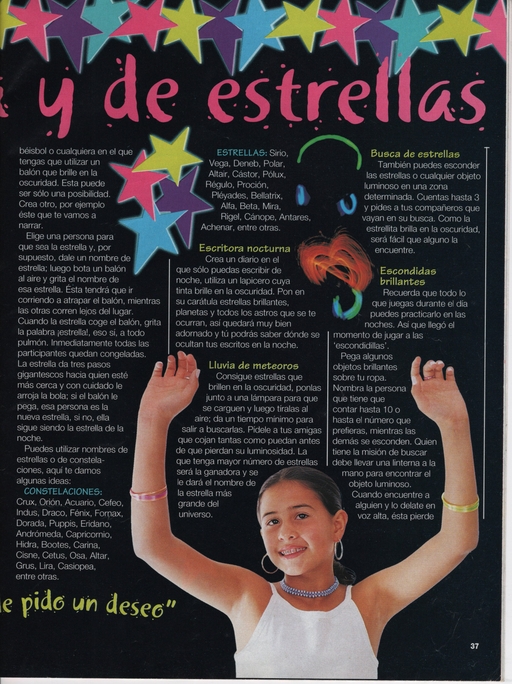 y de estrellas
béisbol o cualquiera en el que
tengas que utilizar un
balón que brille en la
oscuridad. Esta puede
ser sólo una posibilidad.
Crea otro, por ejemplo
éste que te vamos a
narrar.
Elige una persona para
que sea la estrella y, por
supuesto, dale un nombre de
estrella; luego bota un balón
al aire y grita el nombre de
esa estrella. Ésta tendrá que ir
corriendo a atrapar el balón, mientras
las otras corren lejos del lugar.
Cuando la estrella coge el balón, grita
la palabra ¡estrella!, eso sí, a todo
pulmón. Inmediatamente todas las
participantes quedan congeladas.
La estrella da tres pasos
gigantescos hacia quien esté
más cerca y con cuidado le
arroja la bola; si el balón le
pega, esa persona es la
nueva estrella, si no, ella
sigue siendo la estrella de la
noche.
Puedes utilizar nombres de
estrellas o de constela-
ciones, aquí te damos
algunas ideas:
CONSTELACIONES:
Crux, Orión, Acuario, Cefeo,
Indus, Draco, Fénix, Fornax,
Dorada, Puppis, Eridano,
Andrómeda, Capricornio,
Hidra, Bootes, Carina,
Cisne, Cetus, Osa, Altar,
Grus, Lira, Casiopea,
entre otras.
ESTRELLAS: Sirio,
Vega, Deneb, Polar,
Altair, Cástor, Pólux,
Régulo, Proción,
Pléyades, Bellatrix,
Alfa, Beta, Mira,
Rigel, Cánope, Antares,
Achenar, entre otras.
Escritora nocturna
Crea un diario en el
que sólo puedas escribir de
noche, utiliza un lapicero cuya
tinta brille en la oscuridad. Pon en
su carátula estrellas brillantes,
planetas y todos los astros que se te
ocurran, así quedará muy bien
adornado y tú podrás saber dónde se
ocultan tus escritos en la noche.
Lluvia de meteoros
Consigue estrellas que
brillen en la oscuridad, ponlas
junto a una lámpara para que
se carguen y luego tíralas al
aire; da un tiempo mínimo para
salir a buscarlas. Pídele a tus amigas
que cojan tantas como puedan antes
de que pierdan su luminosidad. La
que tenga mayor número de estrellas
será la ganadora y se
le dará el nombre de
la estrella más
grande del
universo.
Busca de estrellas
También puedes esconder
las estrellas o cualquier objeto
luminoso en una zona
determinada. Cuentas hasta 3
y pides a tus compañeros que
vayan en su busca. Como la
estrellita brilla en la oscuridad,
será fácil que alguno la
encuentre.
Escondidas
brillantes
Recuerda que todo lo
que juegas durante el día
puedes practicarlo en las
noches. Así que llegó el
momento de jugar a las
'escondidillas'.
Pega algunos
objetos brillantes
sobre tu ropa.
Nombra la persona
que tiene que
contar hasta 10 o
hasta el número que
prefieras, mientras las
demás se esconden. Quien
tiene la misión de buscar
debe llevar una linterna a la
mano para encontrar el
objeto luminoso.
Cuando encuentre a
alguien y lo delate en
voz alta, ésta pierde
e pido un deseo"
37